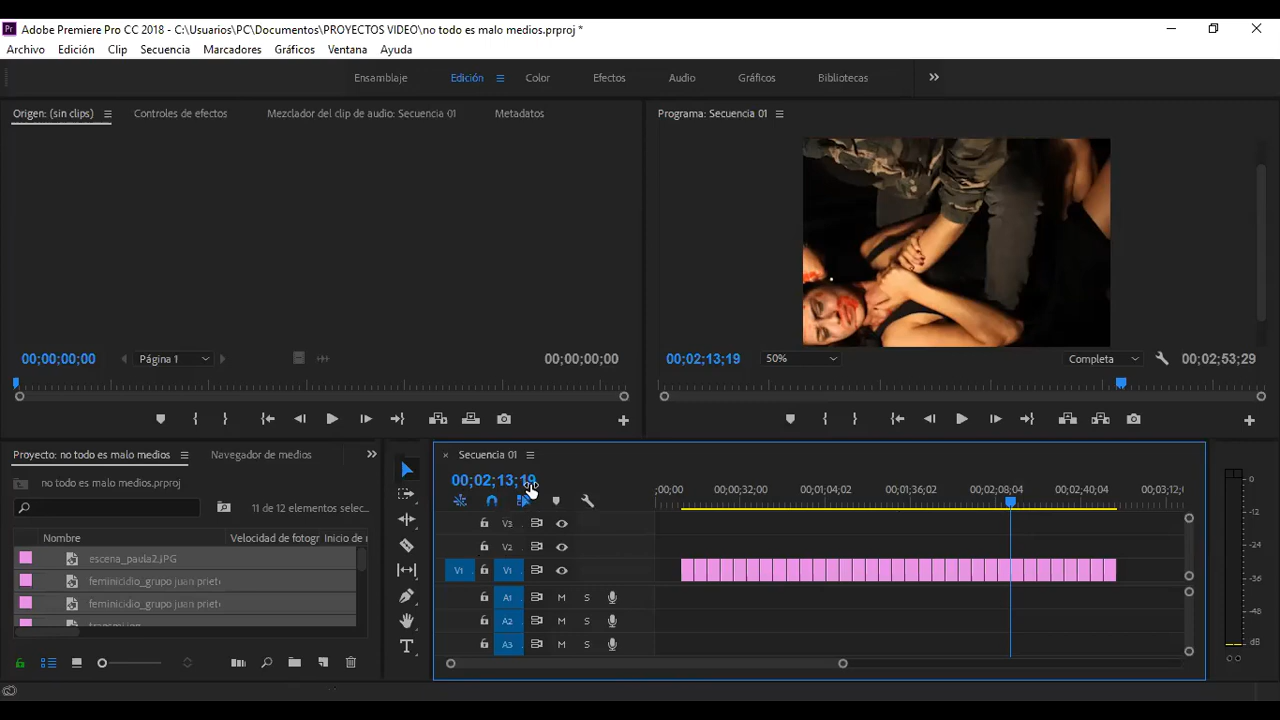 Pr Adobe Premiere Pro CC 2018 - C:\Usuarios\PC\Documentos\PROYECTOS VIDEO\no todo es malo medios.prproj *
Archivo Edición Clip Secuencia Marcadores Gráficos Ventana Ayuda
Ensamblaje Edición Color Efectos Audio Gráficos Bibliotecas
Origen: (sin clips) Controles de efectos Mezclador del clip de audio: Secuencia 01 Metadatos
Programa: Secuencia 01
00;00;00;00 Página 1 00;00;00;00
00;02;13;19 50% Completa 00;02;53;29
Proyecto: no todo es malo medios Navegador de medios
no todo es malo medios.prproj
11 de 12 elementos selec...
Nombre Velocidad de fotogr Inicio de
escena_paula2.JPG
feminicidio_grupo juan priet
feminicidio_grupo juan priet
Secuencia 01
00;02;13;19
;00;00 00;00;32;00 00;01;04;02 00;01;36;02 00;02;08;04 00;02;40;04 00;03;12;0
V3
V2
V1 V1
A1 M S
A2 M S
A3 M S
0
-12
-24
-36
-48
dB